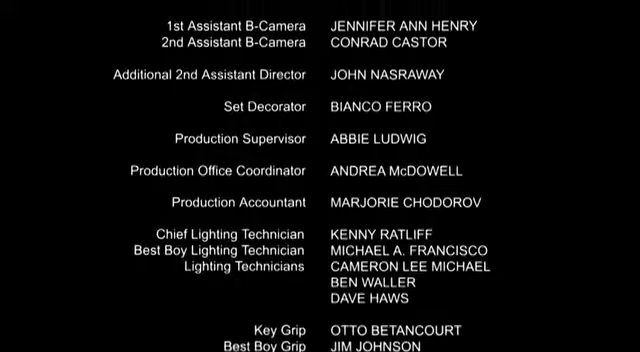 1st Assistant B-Camera JENNIFER ANN HENRY
2nd Assistant B-Camera CONRAD CASTOR
Additional 2nd Assistant Director JOHN NASRAWAY
Set Decorator BIANCO FERRO
Production Supervisor ABBIE LUDWIG
Production Office Coordinator ANDREA McDOWELL
Production Accountant MARJORIE CHODOROV
Chief Lighting Technician KENNY RATLIFF
Best Boy Lighting Technician MICHAEL A. FRANCISCO
Lighting Technicians CAMERON LEE MICHAEL
BEN WALLER
DAVE HAWS
Key Grip OTTO BETANCOURT
Best Boy Grip JIM JOHNSON